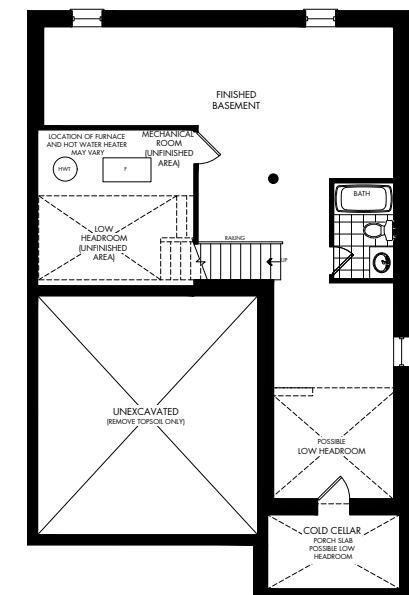 FINISHED
BASEMENT
LOCATION OF FURNACE
AND HOT WATER HEATER
MAY VARY
MECHANICAL
ROOM
(UNFINISHED
AREA)
HWT
F
BATH
LOW
HEADROOM
(UNFINISHED
AREA)
RAILING
UP
UNEXCAVATED
(REMOVE TOPSOIL ONLY)
POSSIBLE
LOW HEADROOM
COLD CELLAR
PORCH SLAB
POSSIBLE LOW
HEADROOM